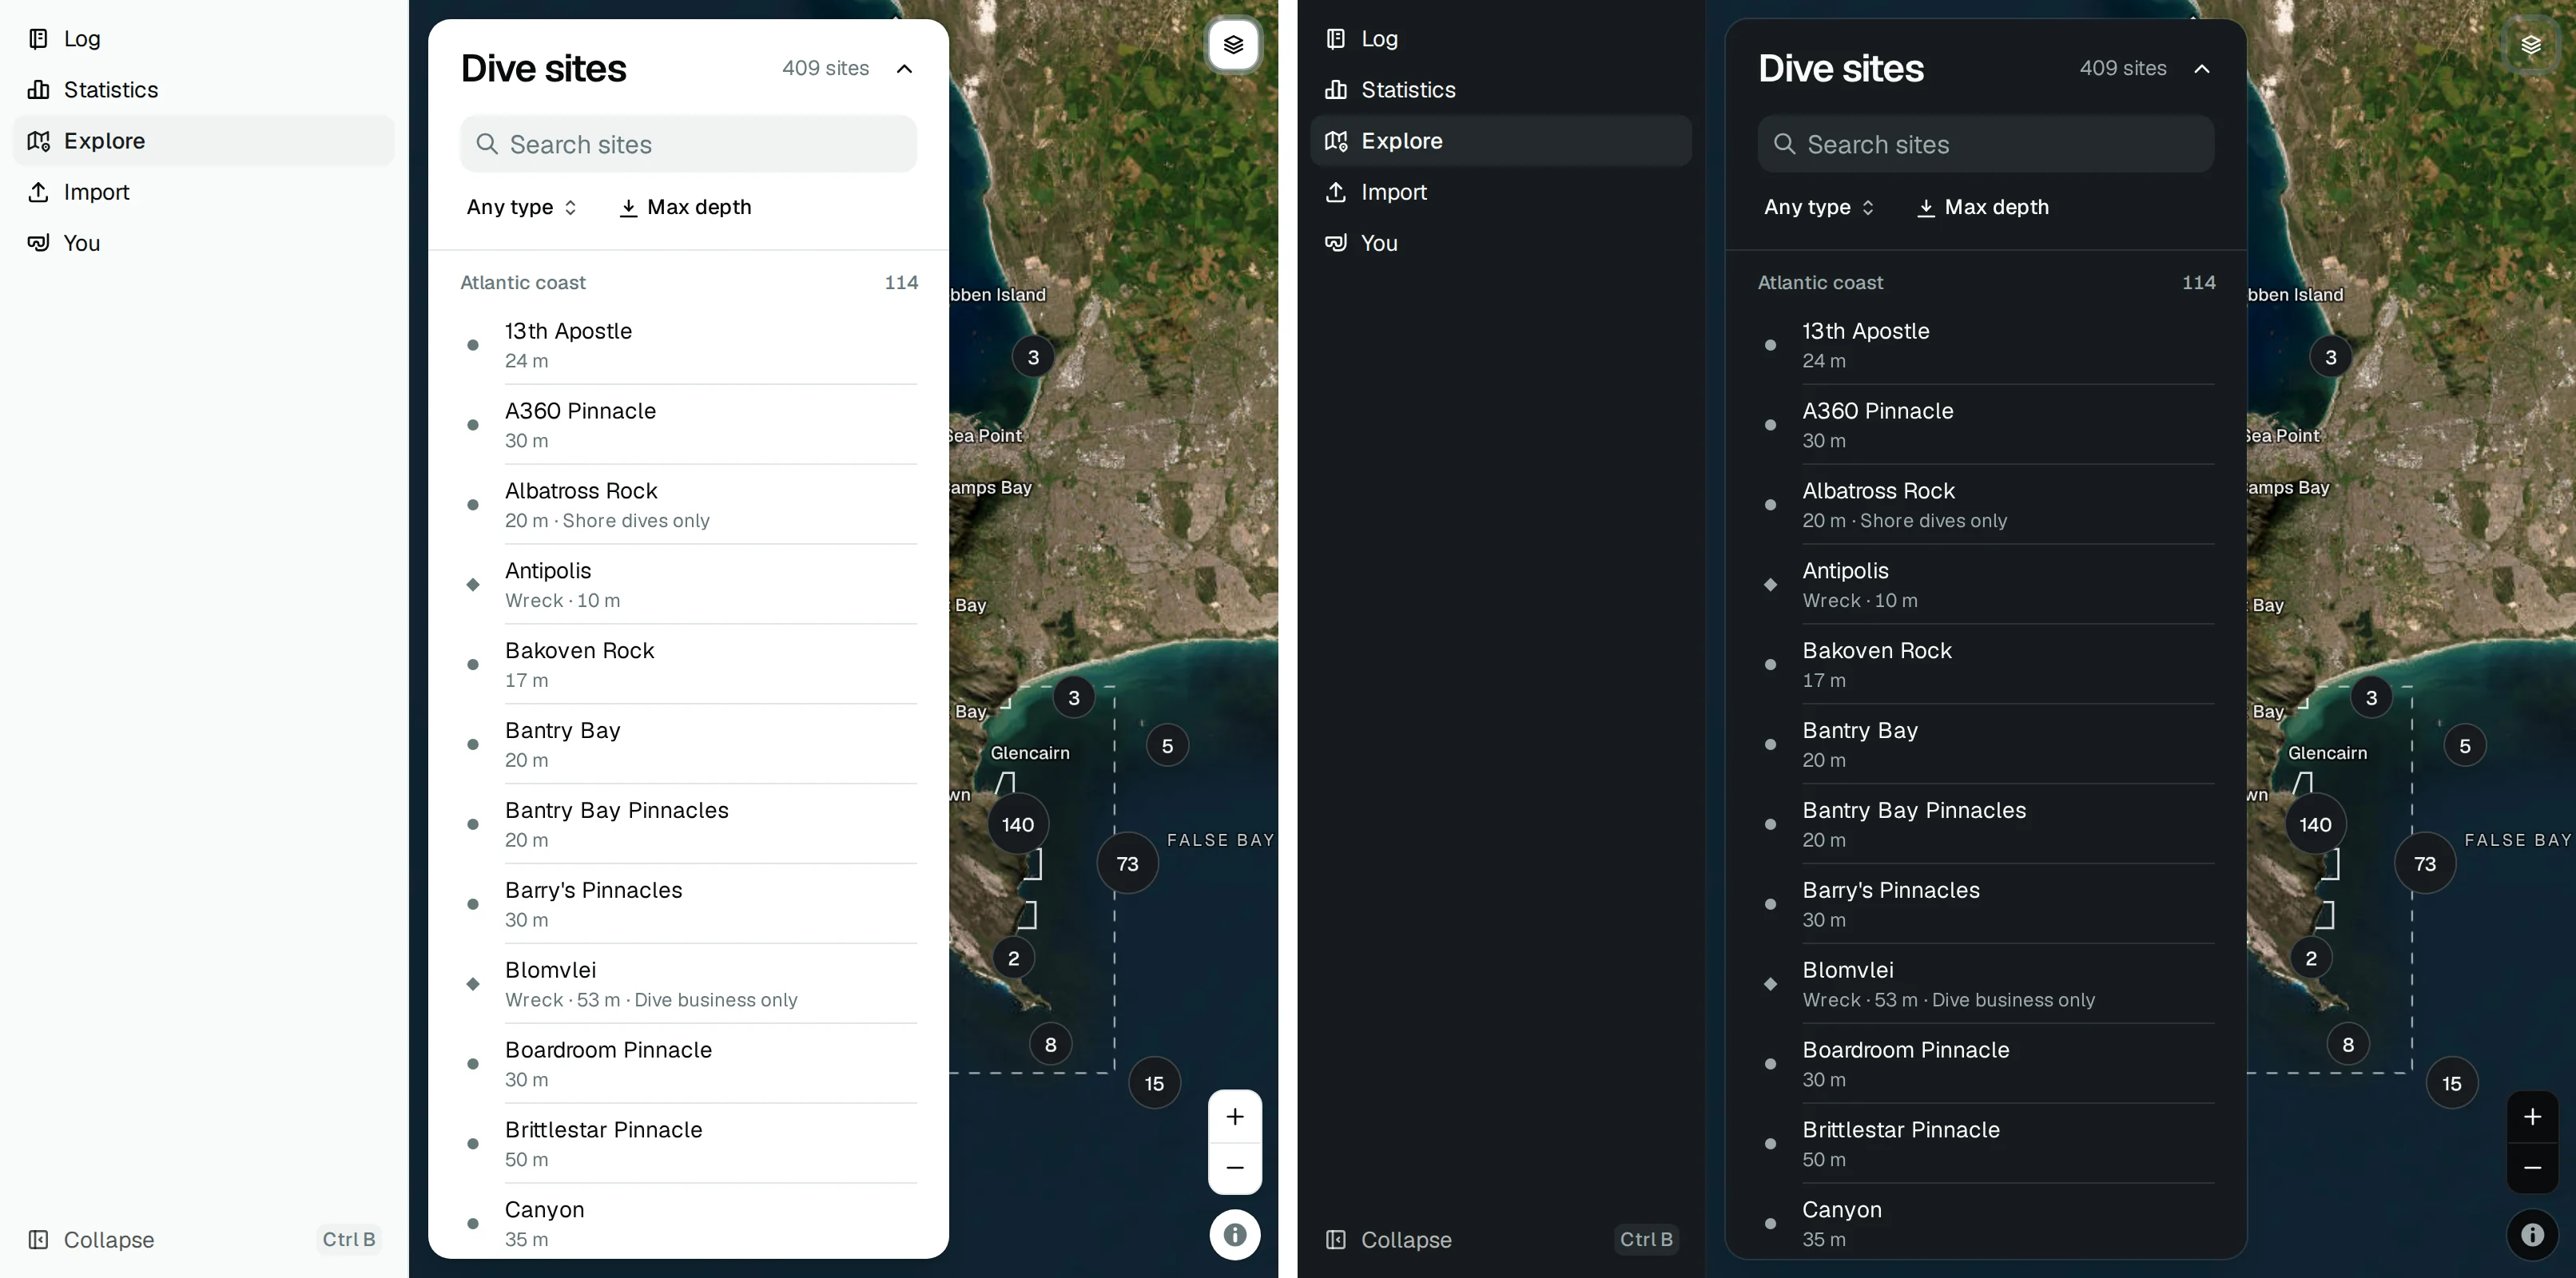 Log
Statistics
Explore
Import
You
Collapse
Ctrl B
Dive sites
409 sites
Search sites
Any type
Max depth
Atlantic coast
114
13th Apostle
24 m
A360 Pinnacle
30 m
Albatross Rock
20 m · Shore dives only
Antipolis
Wreck · 10 m
Bakoven Rock
17 m
Bantry Bay
20 m
Bantry Bay Pinnacles
20 m
Barry's Pinnacles
30 m
Blomvlei
Wreck · 53 m · Dive business only
Boardroom Pinnacle
30 m
Brittlestar Pinnacle
50 m
Canyon
35 m
bben Island
3
Sea Point
amps Bay
Bay
3
Bay
5
Glencairn
wn
140
FALSE BAY
73
2
8
15
Log
Statistics
Explore
Import
You
Collapse
Ctrl B
Dive sites
409 sites
Search sites
Any type
Max depth
Atlantic coast
114
13th Apostle
24 m
A360 Pinnacle
30 m
Albatross Rock
20 m · Shore dives only
Antipolis
Wreck · 10 m
Bakoven Rock
17 m
Bantry Bay
20 m
Bantry Bay Pinnacles
20 m
Barry's Pinnacles
30 m
Blomvlei
Wreck · 53 m · Dive business only
Boardroom Pinnacle
30 m
Brittlestar Pinnacle
50 m
Canyon
35 m
bben Island
3
Sea Point
amps Bay
Bay
3
Bay
5
Glencairn
wn
140
FALSE BAY
73
2
8
15